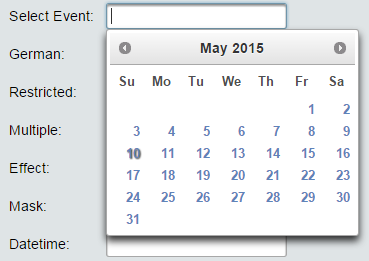 Select Event:
May 2015
German:
Su Mo Tu We Th Fr Sa
Restricted:
1 2
Multiple:
3 4 5 6 7 8 9
10 11 12 13 14 15 16
Effect:
17 18 19 20 21 22 23
24 25 26 27 28 29 30
Mask:
31
Datetime: